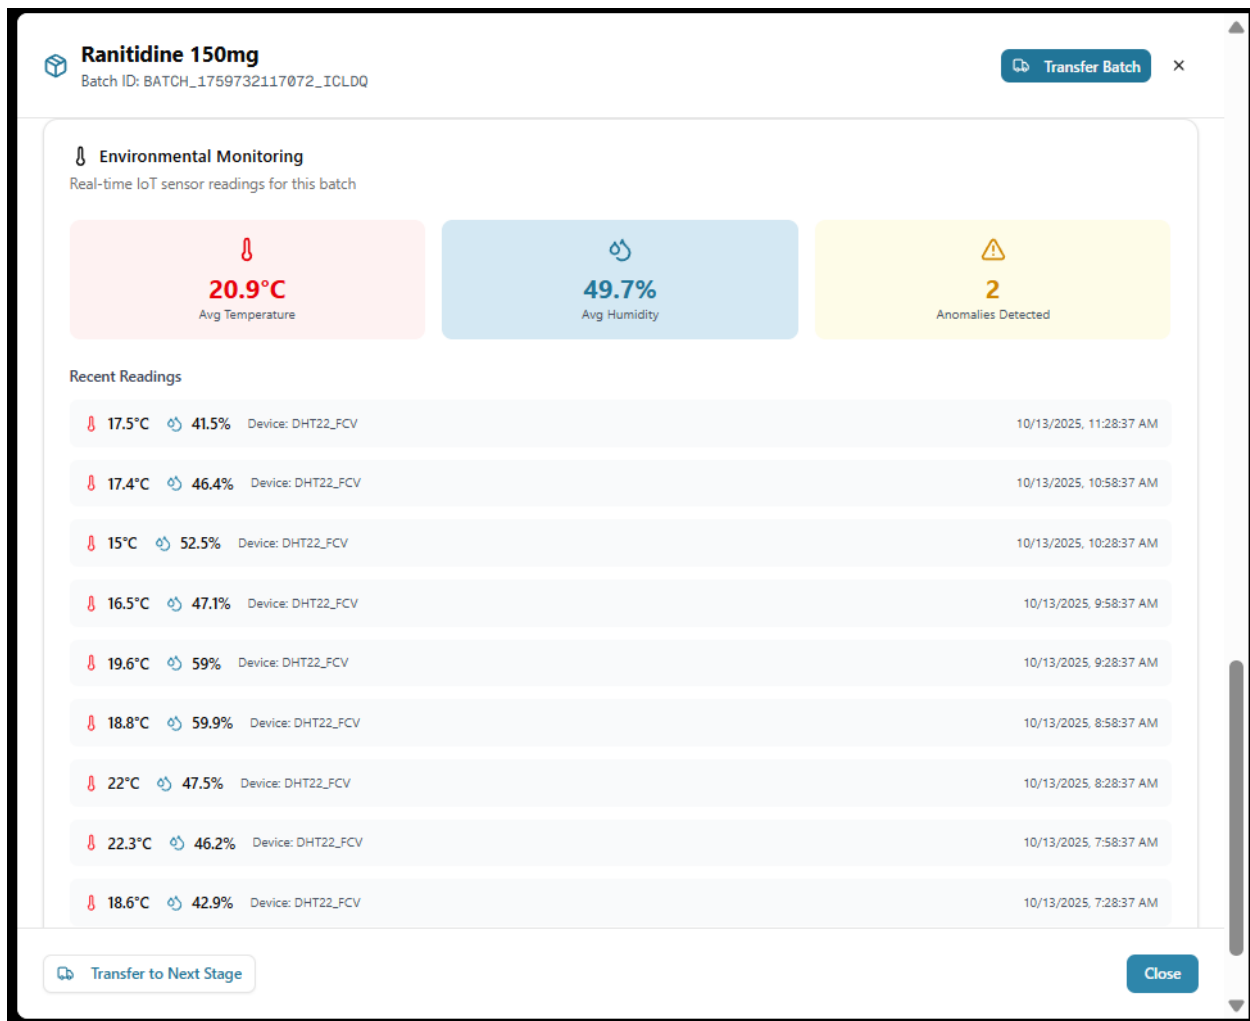 Ranitidine 150mg
Batch ID: BATCH_1759732117072_ICLDQ
Transfer Batch
Environmental Monitoring
Real-time IoT sensor readings for this batch
20.9°C
Avg Temperature
49.7%
Avg Humidity
2
Anomalies Detected
Recent Readings
17.5°C 41.5% Device: DHT22_FCV 10/13/2025, 11:28:37 AM
17.4°C 46.4% Device: DHT22_FCV 10/13/2025, 10:58:37 AM
15°C 52.5% Device: DHT22_FCV 10/13/2025, 10:28:37 AM
16.5°C 47.1% Device: DHT22_FCV 10/13/2025, 9:58:37 AM
19.6°C 59% Device: DHT22_FCV 10/13/2025, 9:28:37 AM
18.8°C 59.9% Device: DHT22_FCV 10/13/2025, 8:58:37 AM
22°C 47.5% Device: DHT22_FCV 10/13/2025, 8:28:37 AM
22.3°C 46.2% Device: DHT22_FCV 10/13/2025, 7:58:37 AM
18.6°C 42.9% Device: DHT22_FCV 10/13/2025, 7:28:37 AM
Transfer to Next Stage
Close